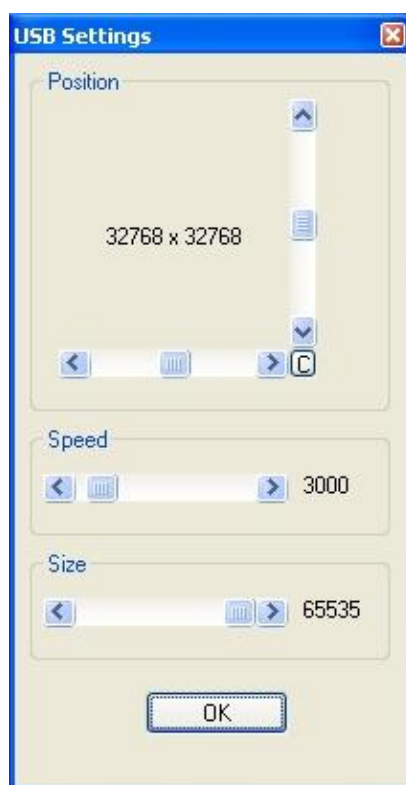 USB Settings
Position
32768 x 32768
C
Speed
3000
Size
65535
OK